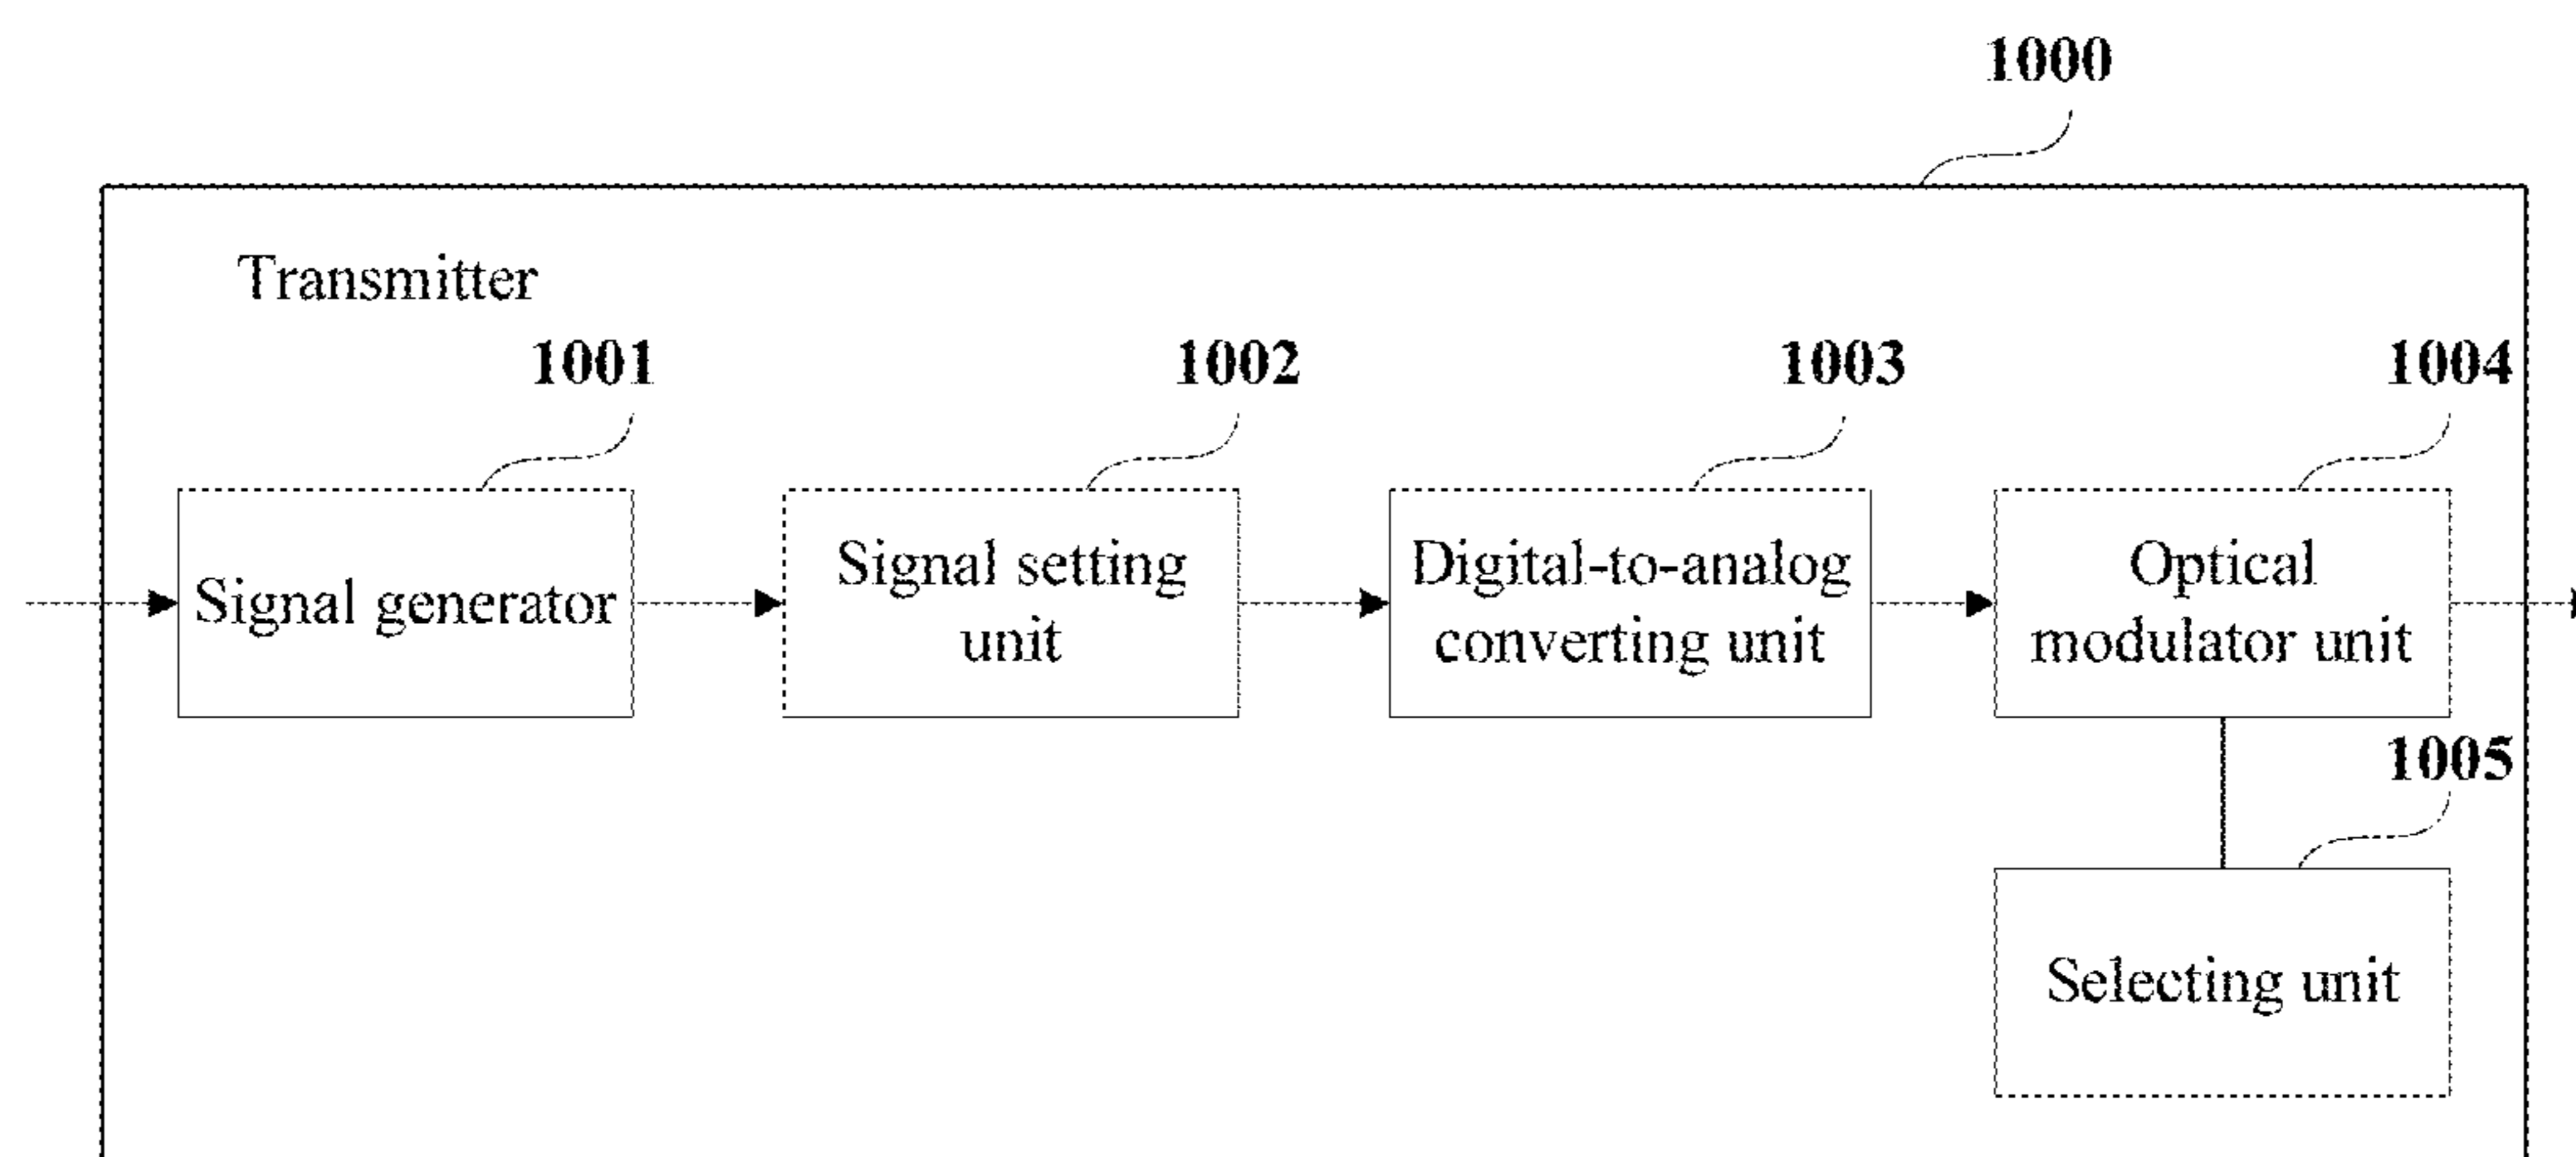 1000
Transmitter
1001
1002
1003
1004
Signal generator
Signal setting
unit
Digital-to-analog
converting unit
Optical
modulator unit
1005
Selecting unit